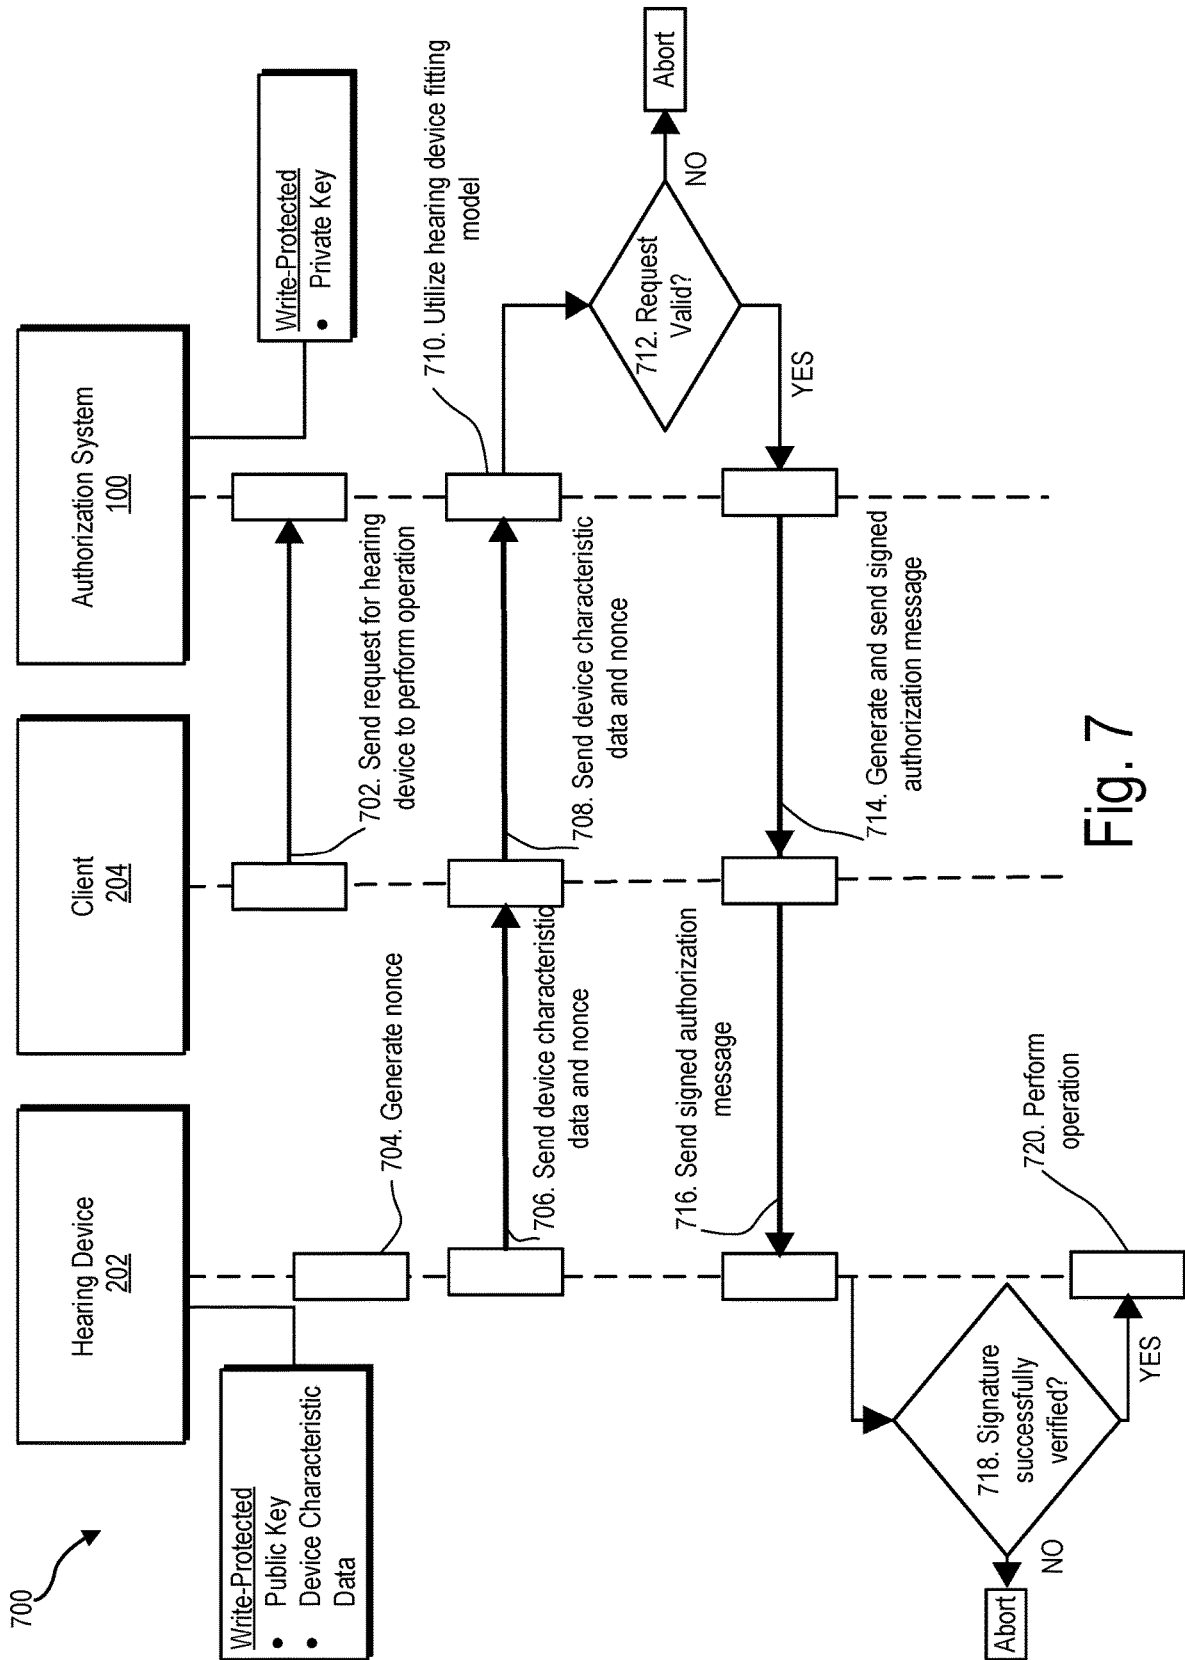 700
Hearing Device
202
Client
204
Authorization System
100
Write-Protected
• Public Key
• Device Characteristic
Data
Write-Protected
• Private Key
702. Send request for hearing
device to perform operation
704. Generate nonce
706. Send device characteristic
data and nonce
708. Send device characteristic
data and nonce
710. Utilize hearing device fitting
model
712. Request
Valid?
NO
Abort
YES
714. Generate and send signed
authorization message
716. Send signed authorization
message
718. Signature
successfully
verified?
NO
Abort
YES
720. Perform
operation
Fig. 7